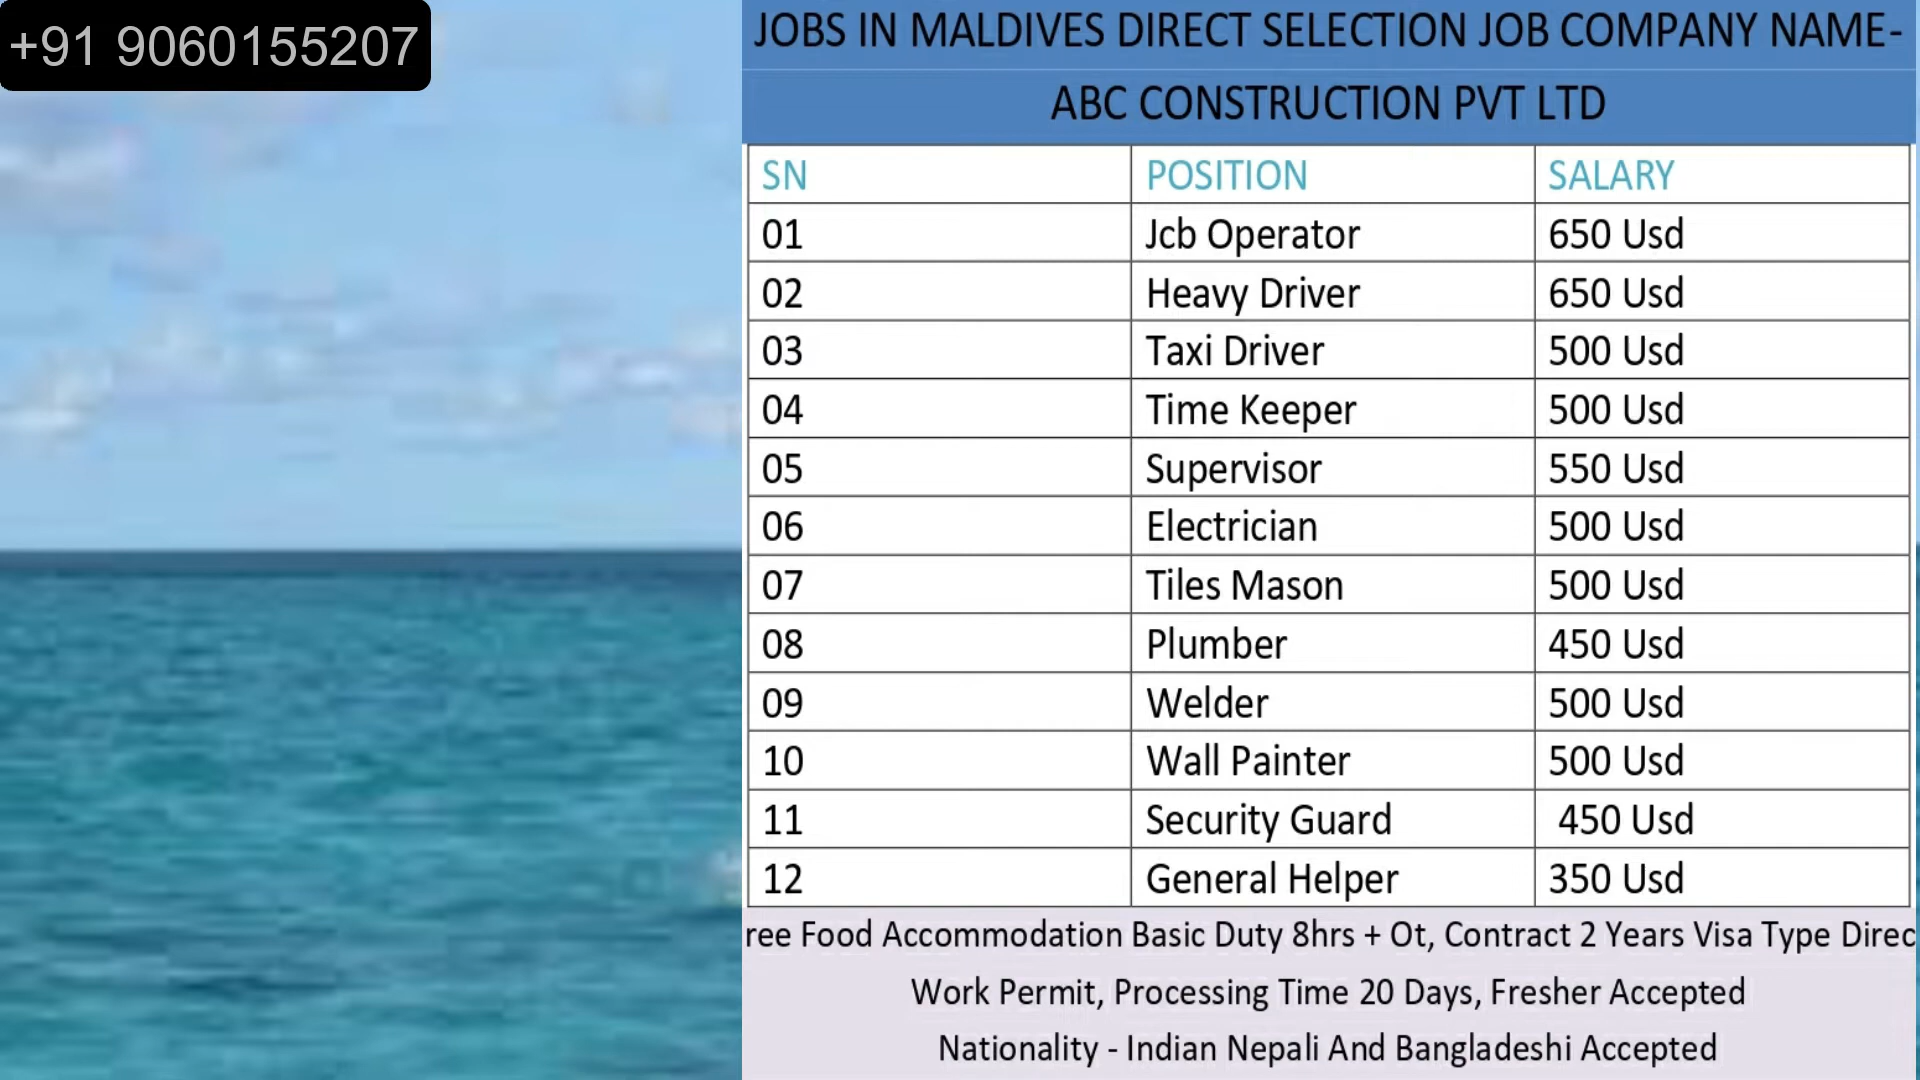 +91 9060155207
JOBS IN MALDIVES DIRECT SELECTION JOB COMPANY NAME-
ABC CONSTRUCTION PVT LTD
SN POSITION SALARY
01 Jcb Operator 650 Usd
02 Heavy Driver 650 Usd
03 Taxi Driver 500 Usd
04 Time Keeper 500 Usd
05 Supervisor 550 Usd
06 Electrician 500 Usd
07 Tiles Mason 500 Usd
08 Plumber 450 Usd
09 Welder 500 Usd
10 Wall Painter 500 Usd
11 Security Guard 450 Usd
12 General Helper 350 Usd
ree Food Accommodation Basic Duty 8hrs + Ot, Contract 2 Years Visa Type Direc
Work Permit, Processing Time 20 Days, Fresher Accepted
Nationality - Indian Nepali And Bangladeshi Accepted